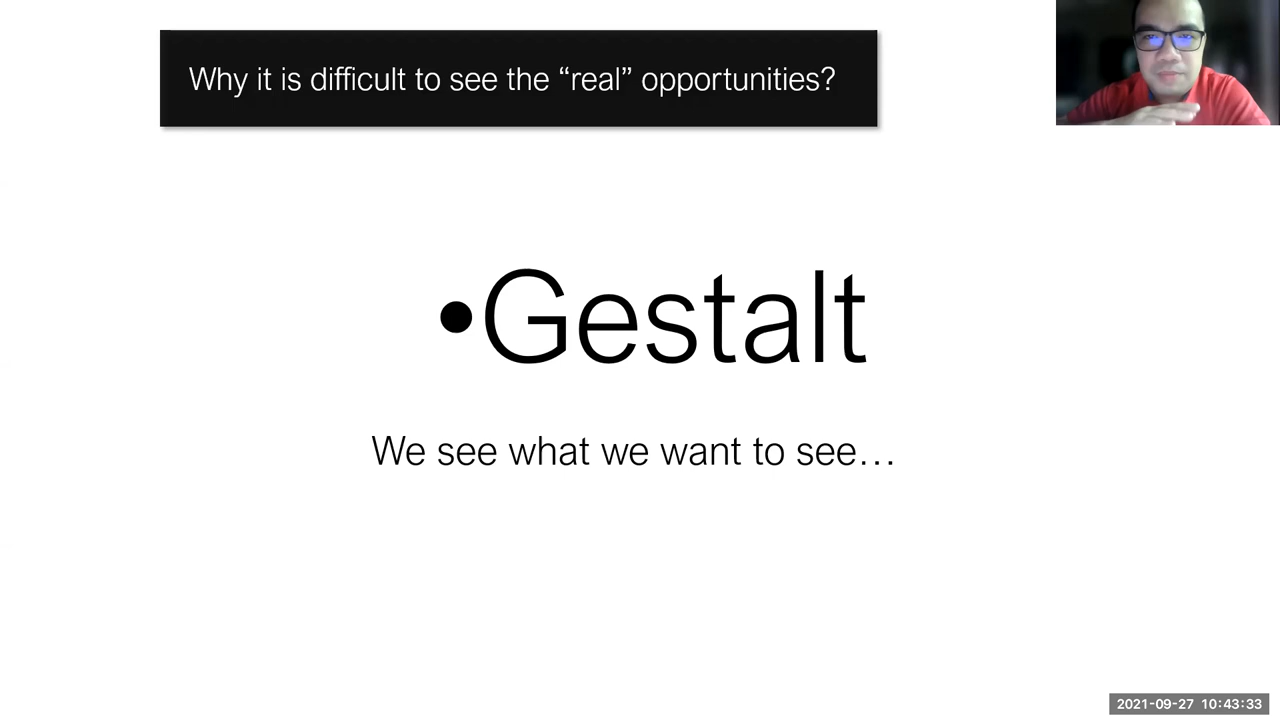 Why it is difficult to see the “real” opportunities?
•Gestalt
We see what we want to see…
2021-09-27 10:43:33